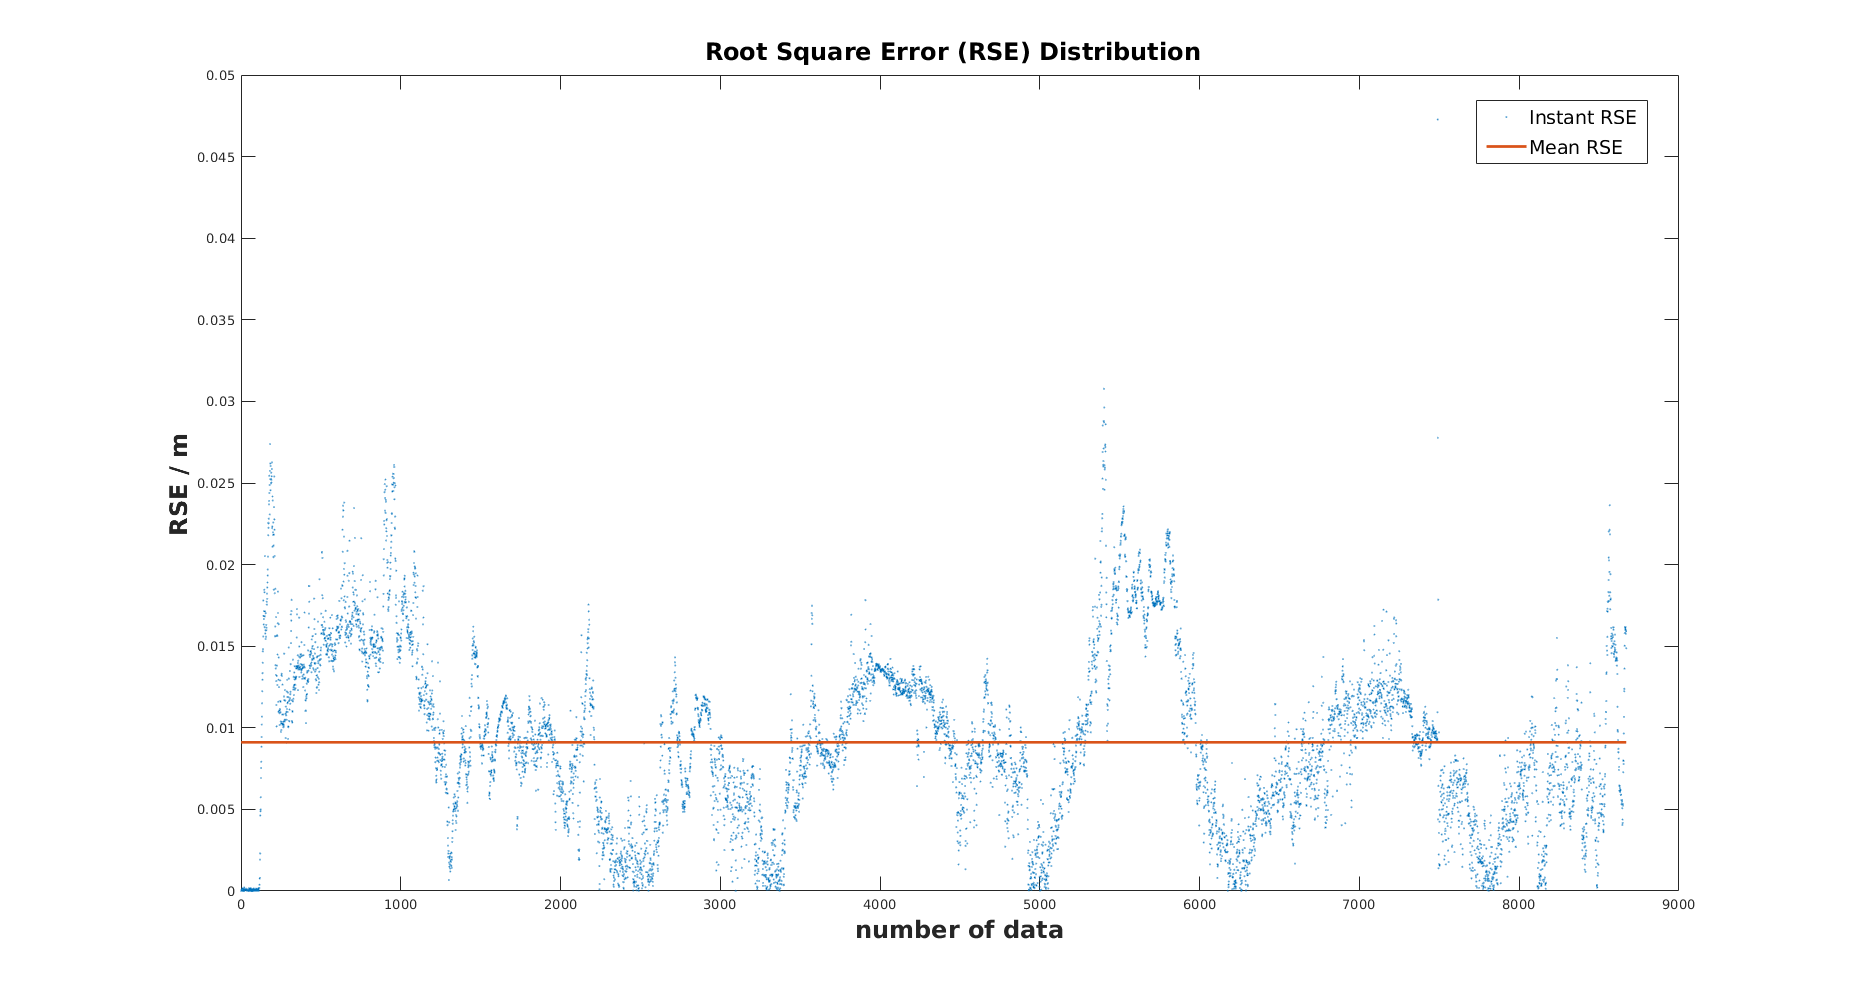 Root Square Error (RSE) Distribution
0.05
0.045
0.04
0.035
0.03
0.025
0.02
0.015
0.01
0.005
0
RSE / m
Instant RSE
Mean RSE
0 1000 2000 3000 4000 5000 6000 7000 8000 9000
number of data